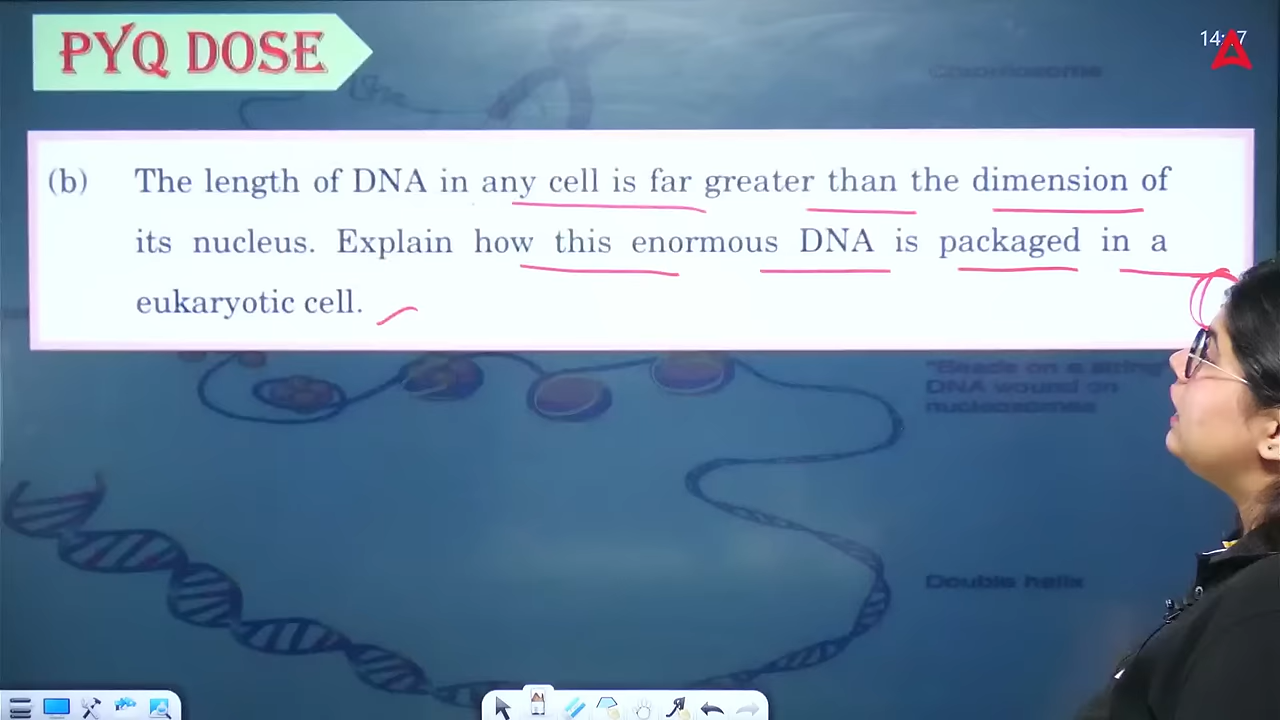 PYQ DOSE
(b) The length of DNA in any cell is far greater than the dimension of
its nucleus. Explain how this enormous DNA is packaged in a
eukaryotic cell.
Chromosome
"Beads on a string"
DNA wound on
nucleosomes
Double helix